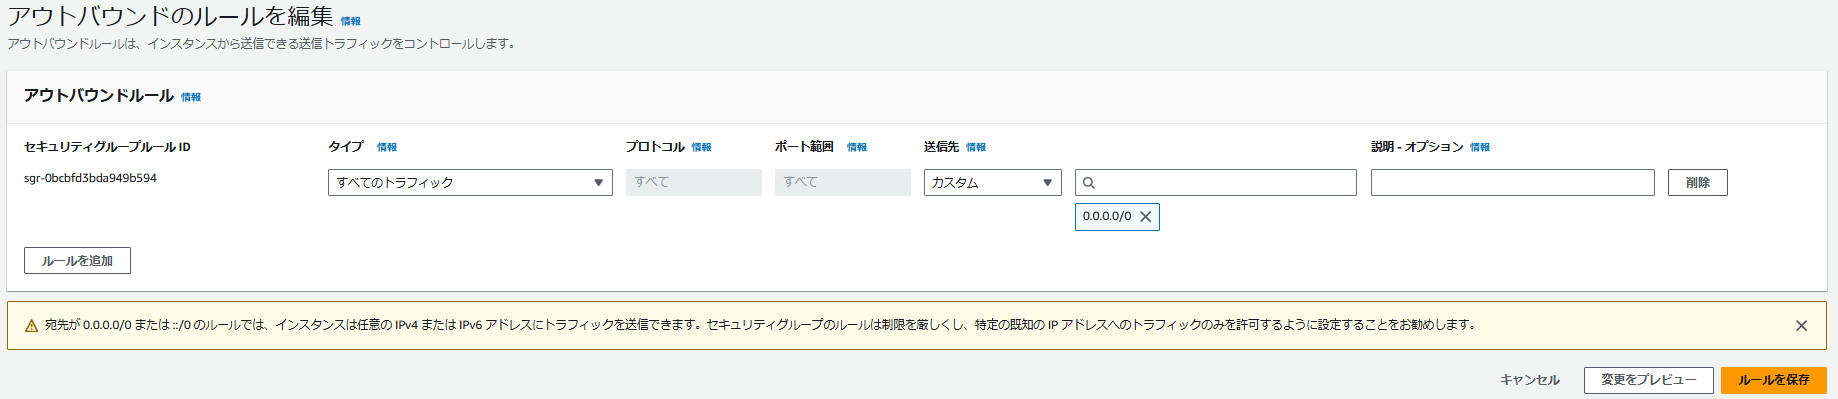 アウトバウンドのルールを編集 情報
アウトバウンドルールは、インスタンスから送信できる送信トラフィックをコントロールします。
アウトバウンドルール 情報
セキュリティグループルール ID タイプ 情報 プロトコル 情報 ポート範囲 情報 送信先 情報 説明 - オプション 情報
sgr-0bcbfd3bda949b594 すべてのトラフィック すべて すべて カスタム 削除
0.0.0.0/0
ルールを追加
宛先が 0.0.0.0/0 または ::/0 のルールでは、インスタンスは任意の IPv4 または IPv6 アドレスにトラフィックを送信できます。セキュリティグループのルールは制限を厳しくし、特定の既知の IP アドレスへのトラフィックのみを許可するように設定することをお勧めします。
キャンセル 変更をプレビュー ルールを保存